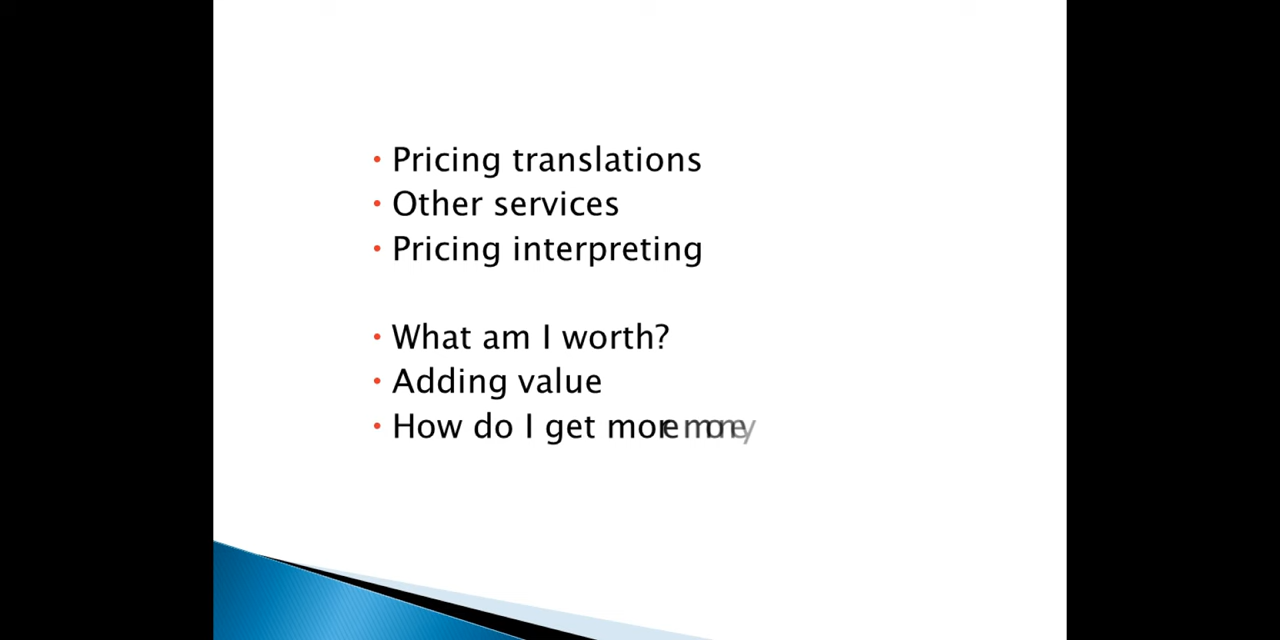 • Pricing translations
• Other services
• Pricing interpreting
• What am I worth?
• Adding value
• How do I get more money